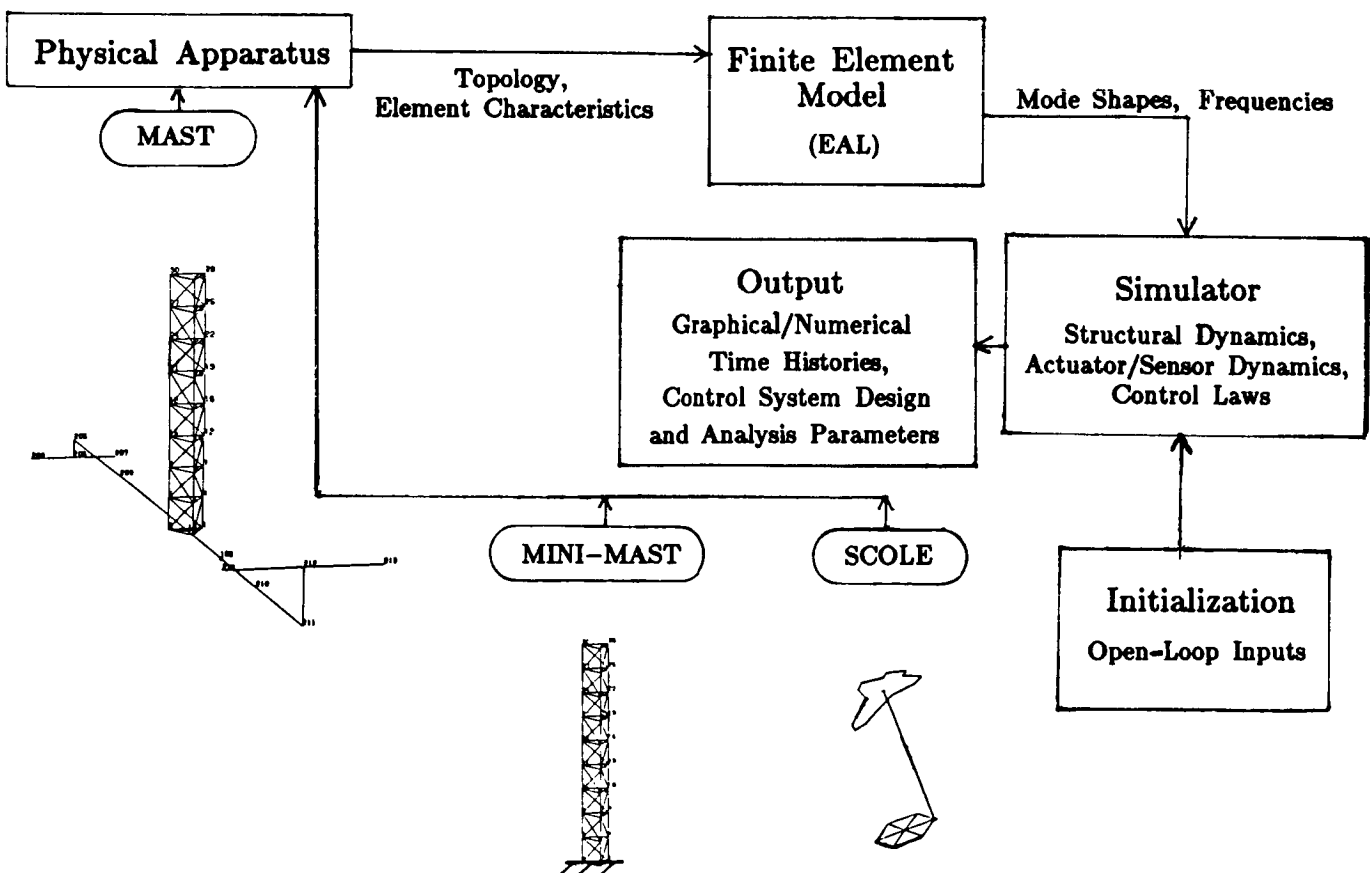 Physical Apparatus
Topology,
Element Characteristics
Finite Element
Model
(EAL)
Mode Shapes, Frequencies
MAST
Output
Graphical/Numerical
Time Histories,
Control System Design
and Analysis Parameters
Simulator
Structural Dynamics,
Actuator/Sensor Dynamics,
Control Laws
MINI-MAST
SCOLE
Initialization
Open-Loop Inputs